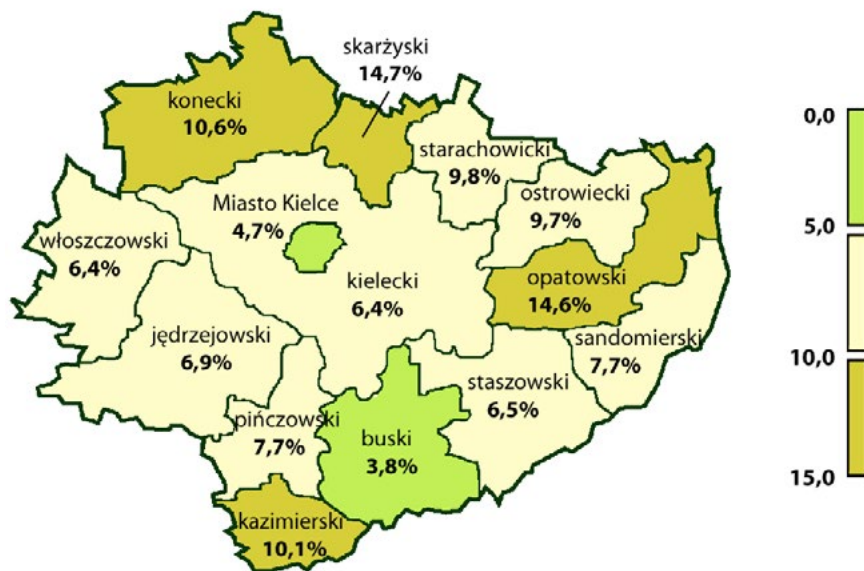 skarżyski
14,7%
konecki
10,6%
starachowicki
9,8%
ostrowiecki
9,7%
Miasto Kielce
4,7%
włoszczowski
6,4%
kielecki
6,4%
opatowski
14,6%
sandomierski
7,7%
jędrzejowski
6,9%
staszowski
6,5%
pińczowski
7,7%
buski
3,8%
kazimierski
10,1%
0,0
5,0
10,0
15,0